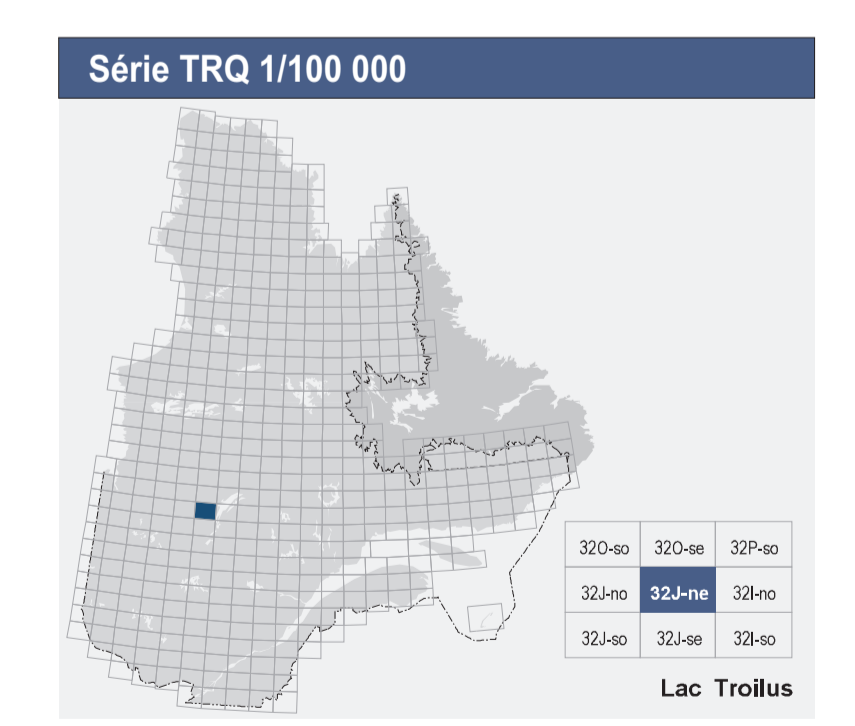 Série TRQ 1/100 000
32O-so 32O-se 32P-so
32J-no 32J-ne 32I-no
32J-so 32J-se 32I-so
Lac Troilus